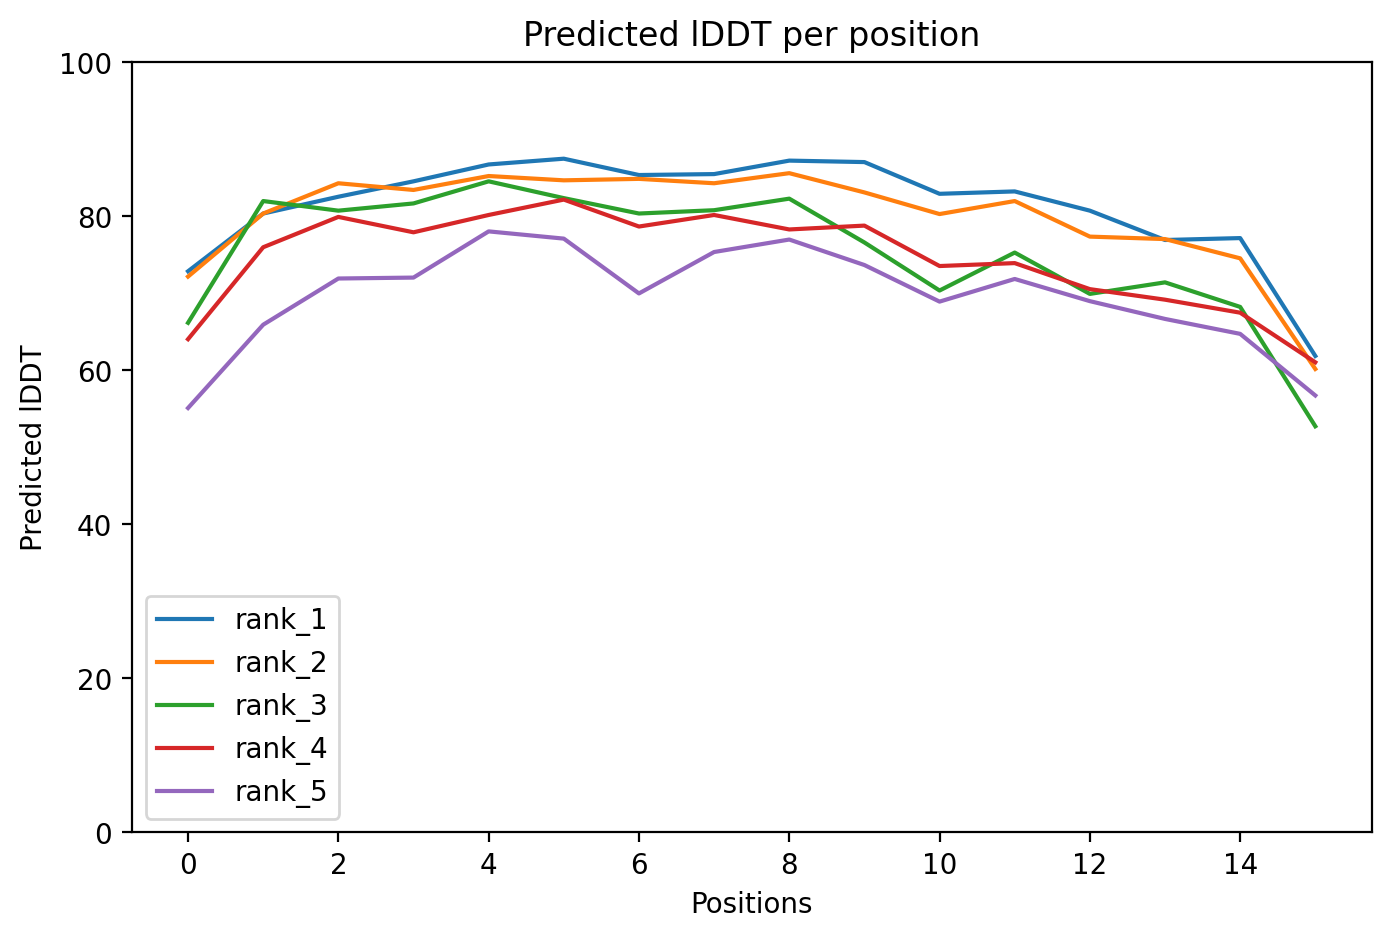 Predicted lDDT per position
100
80
60
40
20
0
Predicted lDDT
rank_1
rank_2
rank_3
rank_4
rank_5
0 2 4 6 8 10 12 14
Positions